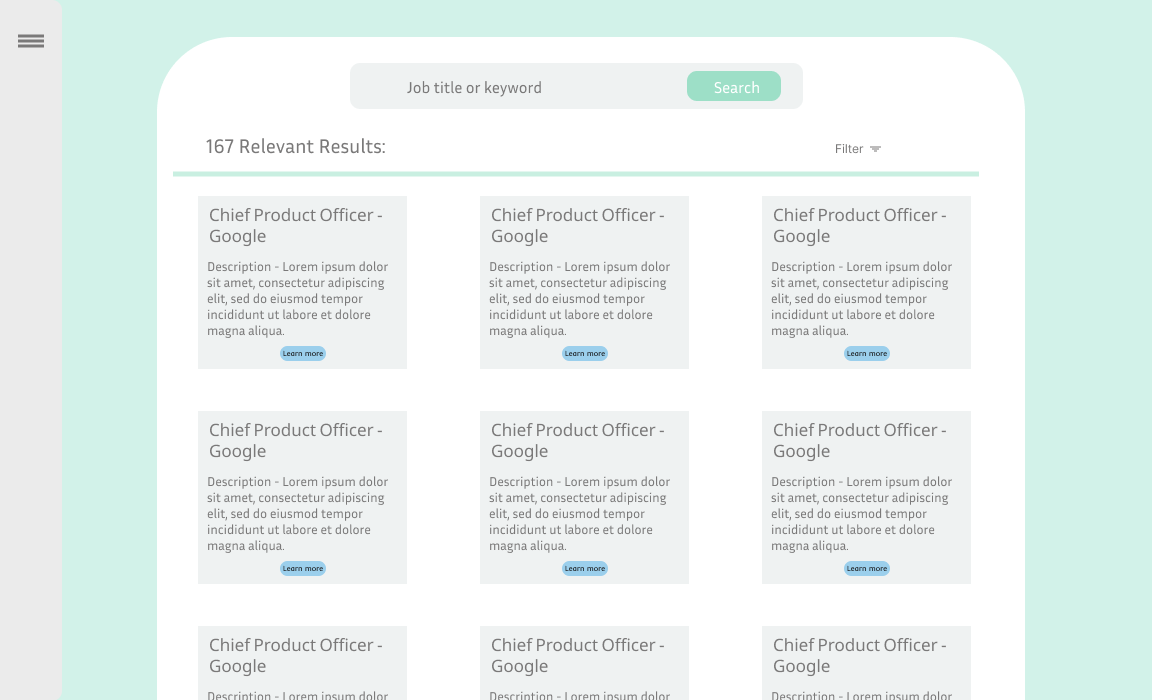 Job title or keyword Search
167 Relevant Results: Filter
Chief Product Officer -
Google
Description - Lorem ipsum dolor
sit amet, consectetur adipiscing
elit, sed do eiusmod tempor
incididunt ut labore et dolore
magna aliqua.
Learn more
Chief Product Officer -
Google
Description - Lorem ipsum dolor
sit amet, consectetur adipiscing
elit, sed do eiusmod tempor
incididunt ut labore et dolore
magna aliqua.
Learn more
Chief Product Officer -
Google
Description - Lorem ipsum dolor
sit amet, consectetur adipiscing
elit, sed do eiusmod tempor
incididunt ut labore et dolore
magna aliqua.
Learn more
Chief Product Officer -
Google
Description - Lorem ipsum dolor
sit amet, consectetur adipiscing
elit, sed do eiusmod tempor
incididunt ut labore et dolore
magna aliqua.
Learn more
Chief Product Officer -
Google
Description - Lorem ipsum dolor
sit amet, consectetur adipiscing
elit, sed do eiusmod tempor
incididunt ut labore et dolore
magna aliqua.
Learn more
Chief Product Officer -
Google
Description - Lorem ipsum dolor
sit amet, consectetur adipiscing
elit, sed do eiusmod tempor
incididunt ut labore et dolore
magna aliqua.
Learn more
Chief Product Officer -
Google
Description - Lorem ipsum dolor
Chief Product Officer -
Google
Description - Lorem ipsum dolor
Chief Product Officer -
Google
Description - Lorem ipsum dolor